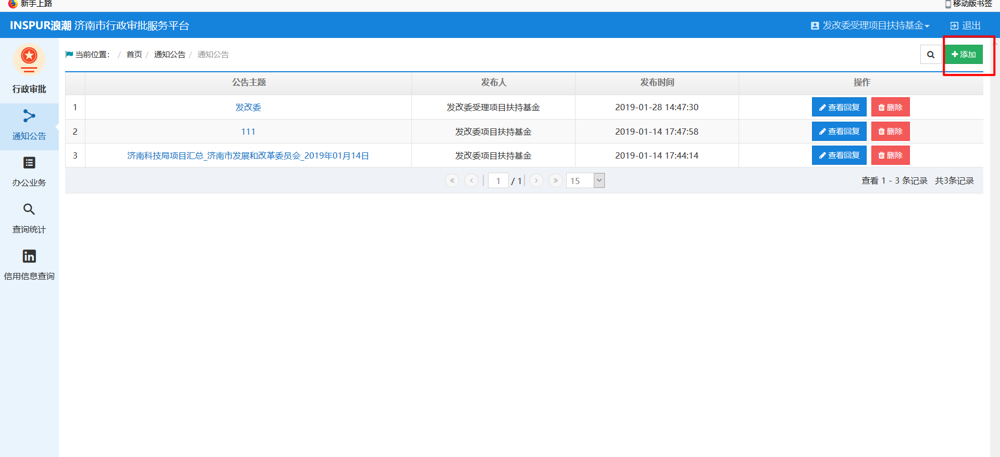 新手上路
移动版书签
INSPUR浪潮 济南市行政审批服务平台
发改委受理项目扶持基金
退出
行政审批
通知公告
办公业务
查询统计
in
信用信息查询
当前位置： / 首页 / 通知公告 / 通知公告
添加
公告主题 发布人 发布时间 操作
1 发改委 发改委受理项目扶持基金 2019-01-28 14:47:30 查看回复 删除
2 111 发改委项目扶持基金 2019-01-14 17:47:58 查看回复 删除
3 济南科技局项目汇总_济南市发展和改革委员会_2019年01月14日 发改委项目扶持基金 2019-01-14 17:44:14 查看回复 删除
1 / 1 15 查看 1 - 3 条记录 共3条记录